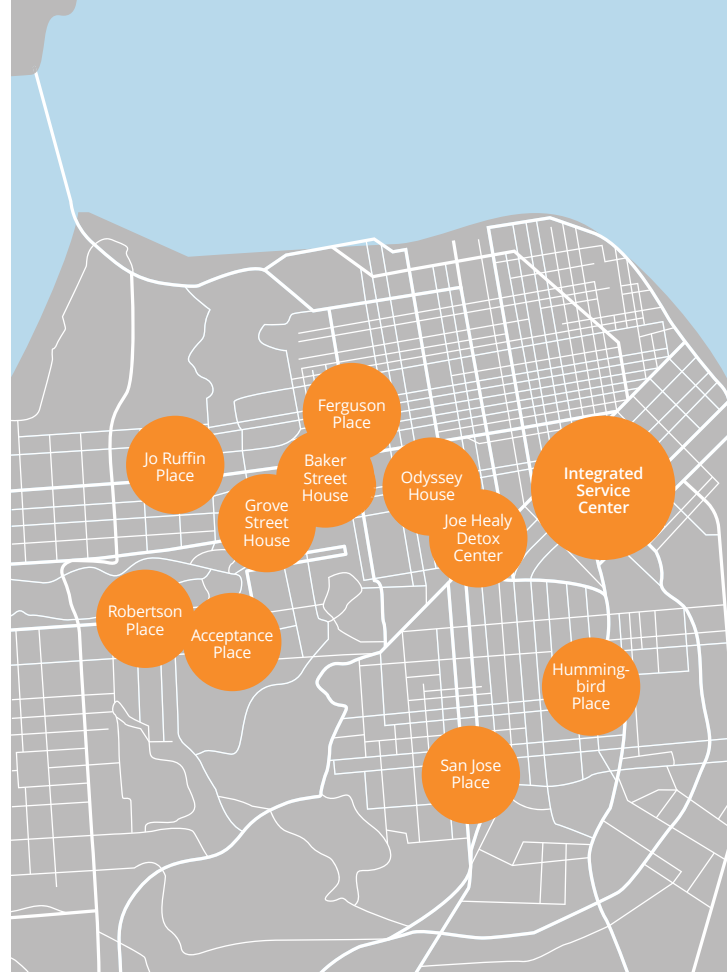 Ferguson
Place
Jo Ruffin
Place
Baker
Street
House
Odyssey
House
Integrated
Service
Center
Grove
Street
House
Joe Healy
Detox
Center
Robertson
Place
Acceptance
Place
Humming-
bird
Place
San Jose
Place